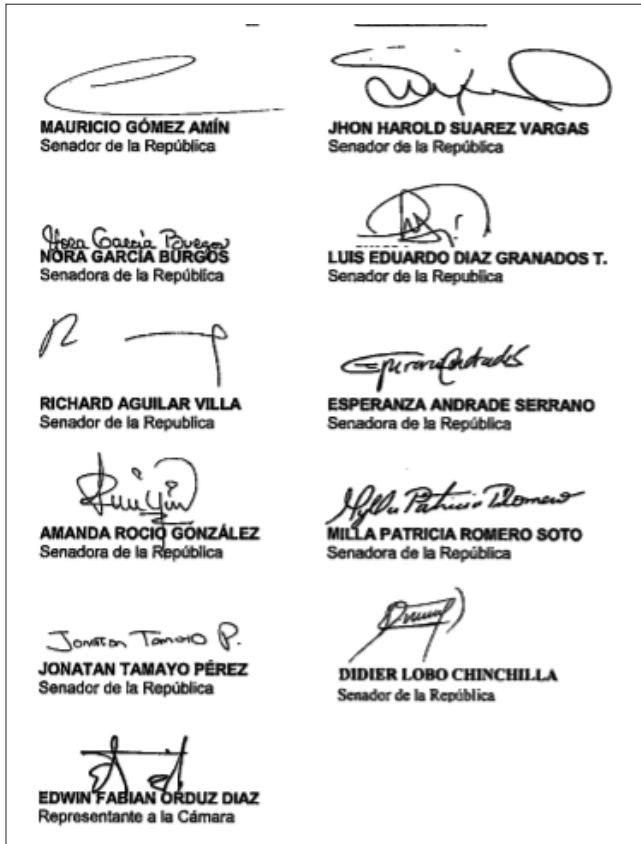 MAURICIO GÓMEZ AMÍN
Senador de la República
JHON HAROLD SUAREZ VARGAS
Senador de la República
Nora García Burgos
NORA GARCÍA BURGOS
Senadora de la República
LUIS EDUARDO DIAZ GRANADOS T.
Senador de la Republica
RICHARD AGUILAR VILLA
Senador de la Republica
ESPERANZA ANDRADE SERRANO
Senadora de la República
AMANDA ROCIO GONZÁLEZ
Senadora de la República
Patricia Romero
MILLA PATRICIA ROMERO SOTO
Senadora de la República
Jonatan Tamayo P.
JONATAN TAMAYO PÉREZ
Senador de la República
DIDIER LOBO CHINCHILLA
Senador de la República
EDWIN FABIAN ORDUZ DIAZ
Representante a la Cámara